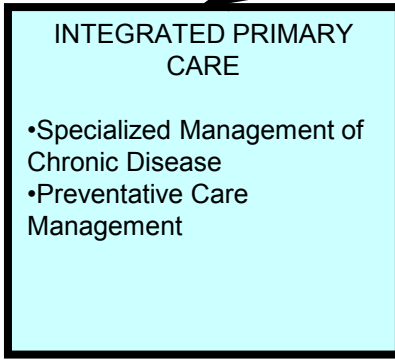 INTEGRATED PRIMARY
CARE
•Specialized Management of
Chronic Disease
•Preventative Care
Management